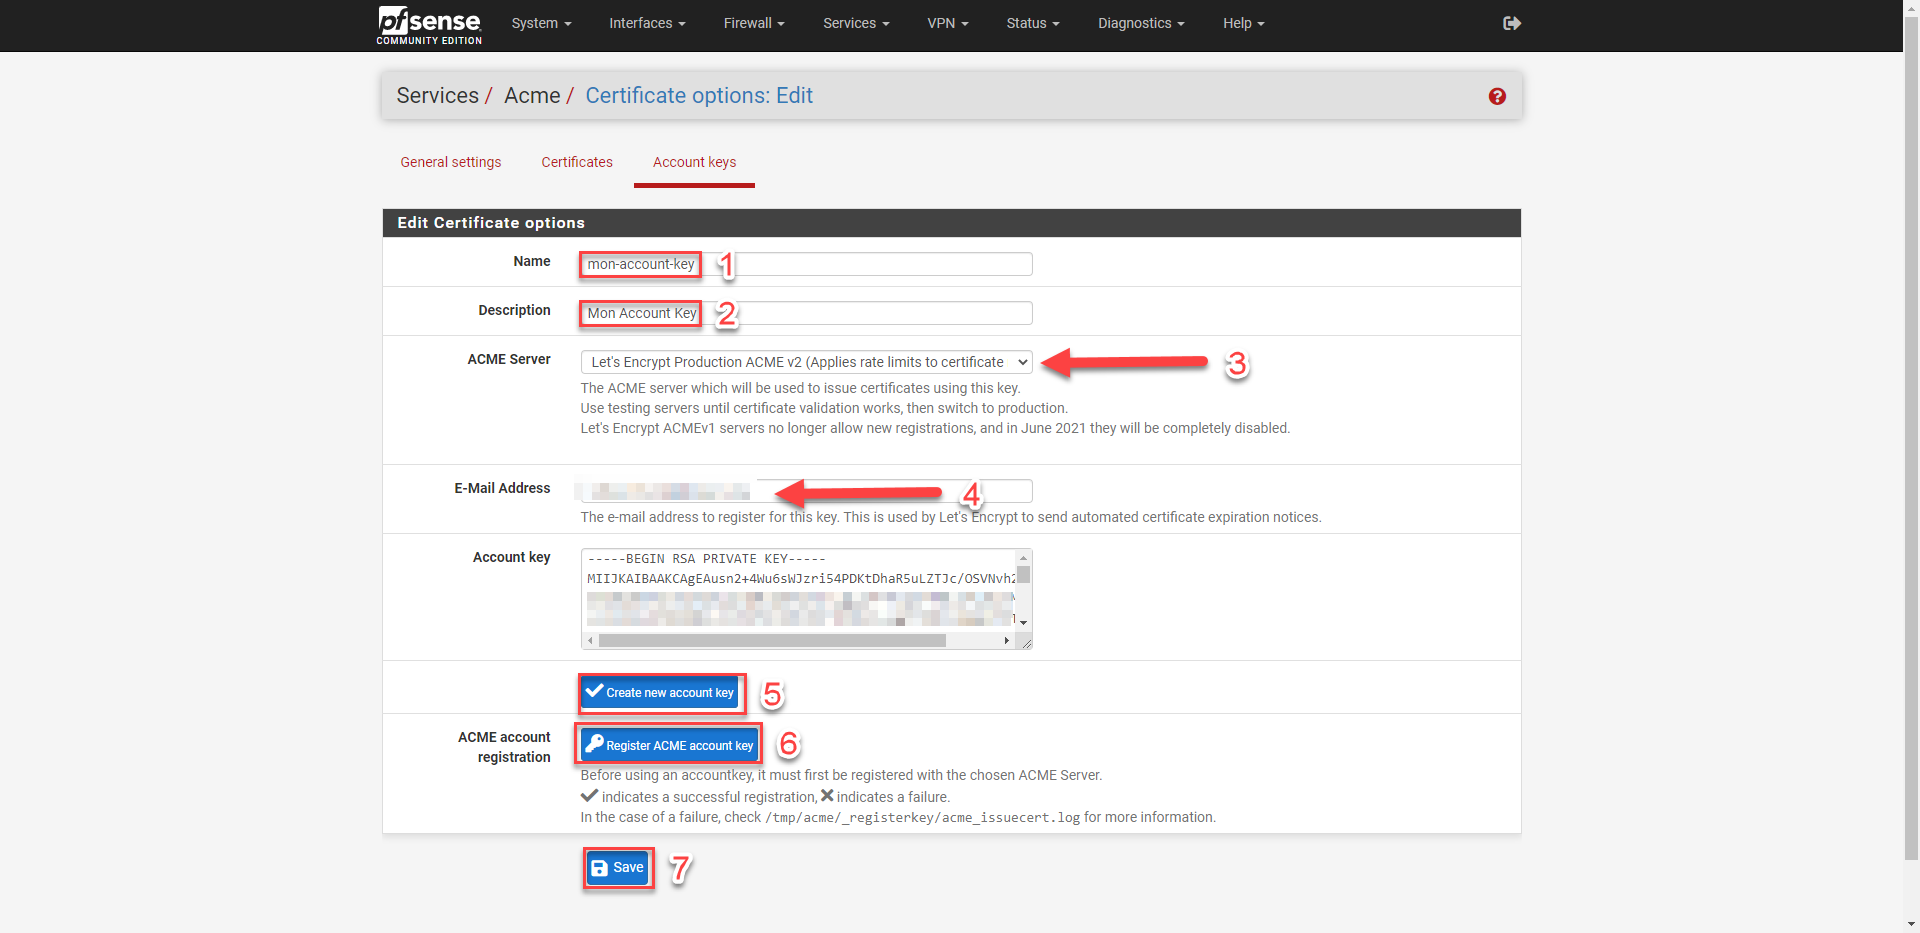 pfsense
COMMUNITY EDITION
System Interfaces Firewall Services VPN Status Diagnostics Help
Services / Acme / Certificate options: Edit
General settings Certificates Account keys
Edit Certificate options
Name mon-account-key 1
Description Mon Account Key 2
ACME Server Let's Encrypt Production ACME v2 (Applies rate limits to certificate 3
The ACME server which will be used to issue certificates using this key.
Use testing servers until certificate validation works, then switch to production.
Let's Encrypt ACMEv1 servers no longer allow new registrations, and in June 2021 they will be completely disabled.
E-Mail Address 4
The e-mail address to register for this key. This is used by Let's Encrypt to send automated certificate expiration notices.
Account key -----BEGIN RSA PRIVATE KEY-----
MIIJKAIBAAKCAgEAusn2+4Wu6sWJzri54PDKtDhaR5uLZTJc/OSVNvh2
Create new account key 5
ACME account registration Register ACME account key 6
Before using an accountkey, it must first be registered with the chosen ACME Server.
indicates a successful registration, indicates a failure.
In the case of a failure, check /tmp/acme/_registerkey/acme_issuecert.log for more information.
Save 7